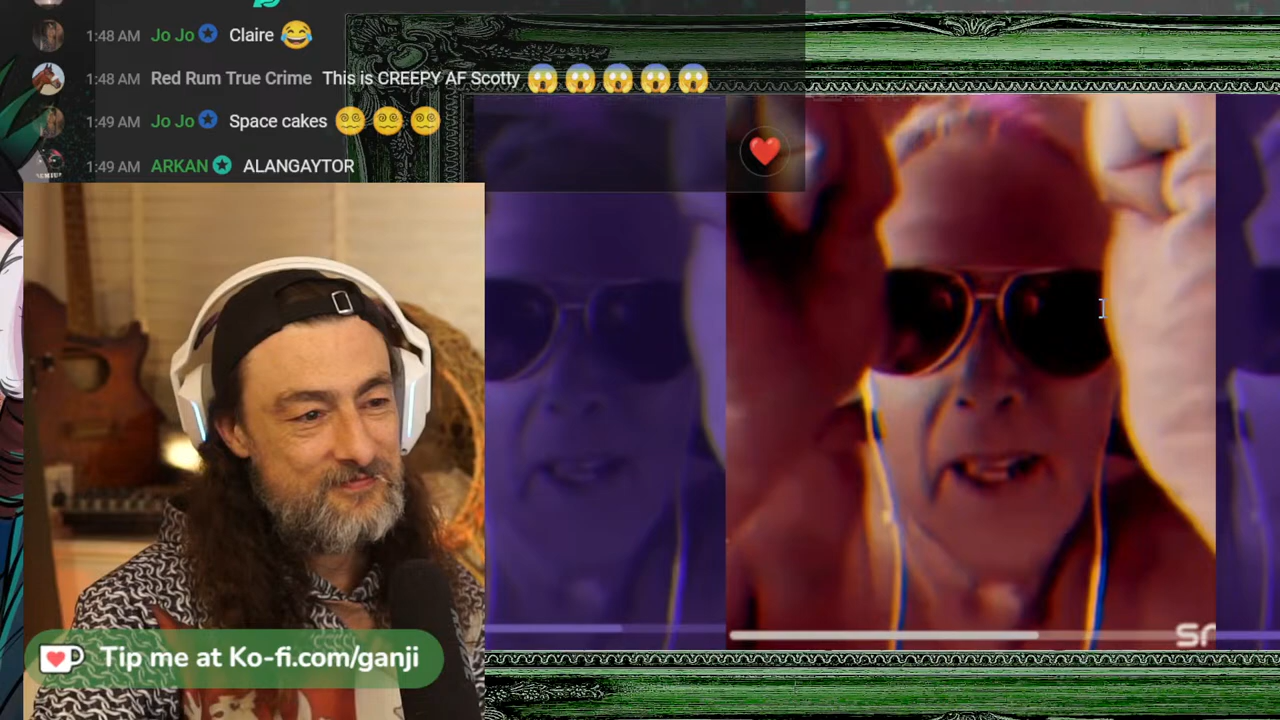 1:48 AM Jo Jo Claire 😂
1:48 AM Red Rum True Crime This is CREEPY AF Scotty 😱😱😱😱😱
1:49 AM Jo Jo Space cakes 😵‍💫😵‍💫😵‍💫
1:49 AM ARKAN ALANGAYTOR
Tip me at Ko-fi.com/ganji